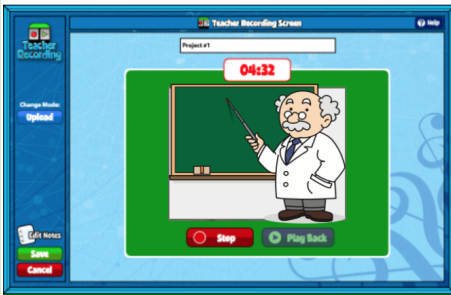 Teacher Recording Screen
Help
Teacher
Recording
Project #1
04:32
Change Mode:
Upload
Edit Notes
Save
Cancel
Stop
Play Back